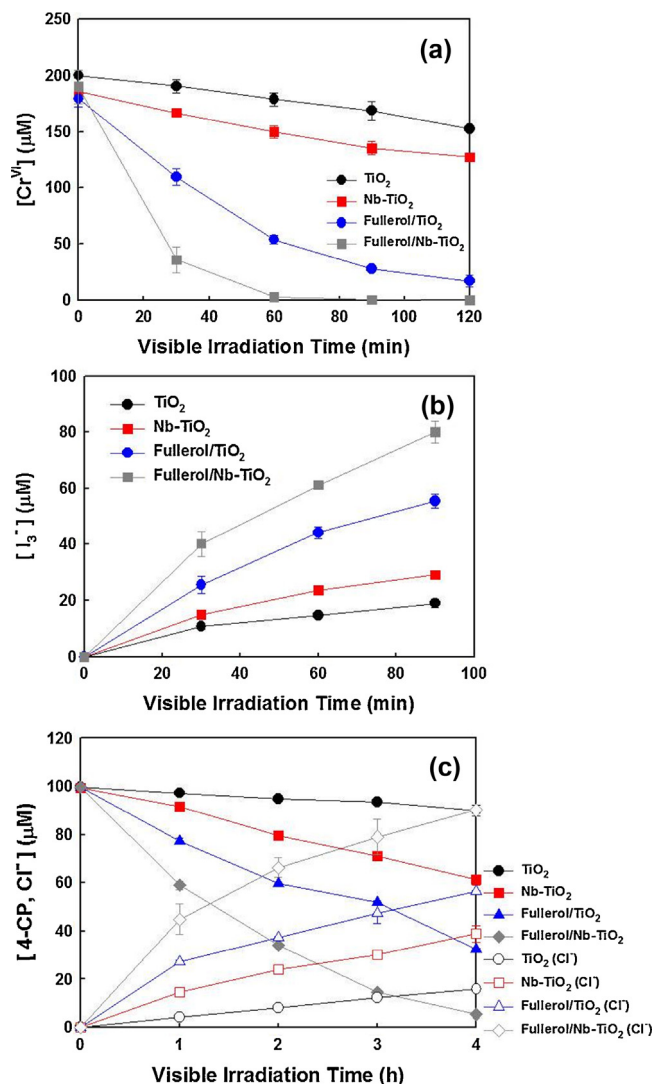 (a)
250
200
150
100
50
0
[Cr^VI] (μM)
TiO₂
Nb-TiO₂
Fullerol/TiO₂
Fullerol/Nb-TiO₂
0 20 40 60 80 100 120
Visible Irradiation Time (min)
(b)
100
80
60
40
20
0
[ I₃⁻] (μM)
TiO₂
Nb-TiO₂
Fullerol/TiO₂
Fullerol/Nb-TiO₂
0 20 40 60 80 100
Visible Irradiation Time (min)
(c)
120
100
80
60
40
20
0
[ 4-CP, Cl⁻] (μM)
TiO₂
Nb-TiO₂
Fullerol/TiO₂
Fullerol/Nb-TiO₂
TiO₂ (Cl⁻)
Nb-TiO₂ (Cl⁻)
Fullerol/TiO₂ (Cl⁻)
Fullerol/Nb-TiO₂ (Cl⁻)
0 1 2 3 4
Visible Irradiation Time (h)